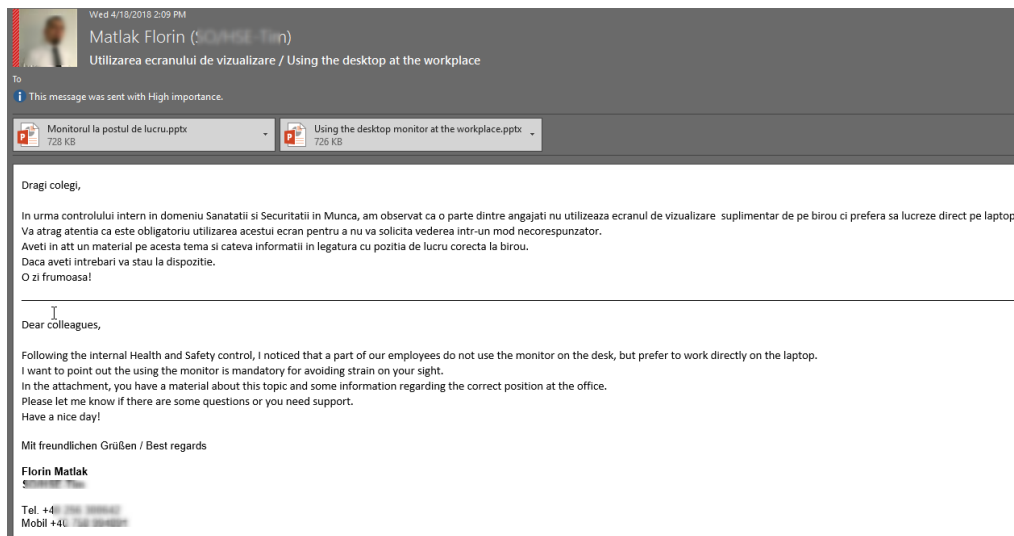 Wed 4/18/2018 2:09 PM
Matlak Florin (
Utilizarea ecranului de vizualizare / Using the desktop at the workplace
To
This message was sent with High importance.
Monitorul la postul de lucru.pptx
728 KB
Using the desktop monitor at the workplace.pptx
726 KB
Dragi colegi,
In urma controlului intern in domeniu Sanatatii si Securitatii in Munca, am observat ca o parte dintre angajati nu utilizeaza ecranul de vizualizare suplimentar de pe birou ci prefera sa lucreze direct pe laptop
Va atrag atentia ca este obligatoriu utilizarea acestui ecran pentru a nu va solicita vederea intr-un mod necorespunzator.
Aveti in att un material pe acesta tema si cateva informatii in legatura cu pozitia de lucru corecta la birou.
Daca aveti intrebari va stau la dispozitie.
O zi frumoasa!
Dear colleagues,
Following the internal Health and Safety control, I noticed that a part of our employees do not use the monitor on the desk, but prefer to work directly on the laptop.
I want to point out the using the monitor is mandatory for avoiding strain on your sight.
In the attachment, you have a material about this topic and some information regarding the correct position at the office.
Please let me know if there are some questions or you need support.
Have a nice day!
Mit freundlichen Grüßen / Best regards
Florin Matlak
Tel. +4
Mobil +4